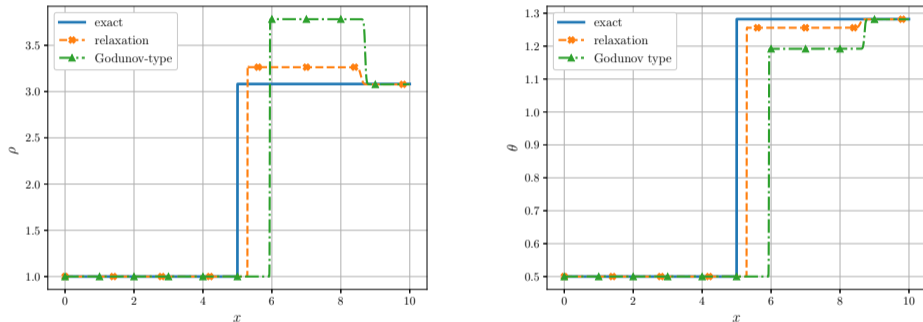 exact
relaxation
Godunov-type
3.5
3.0
2.5
2.0
1.5
1.0
ρ
0 2 4 6 8 10
x
exact
relaxation
Godunov type
1.3
1.2
1.1
1.0
0.9
0.8
0.7
0.6
0.5
θ
0 2 4 6 8 10
x